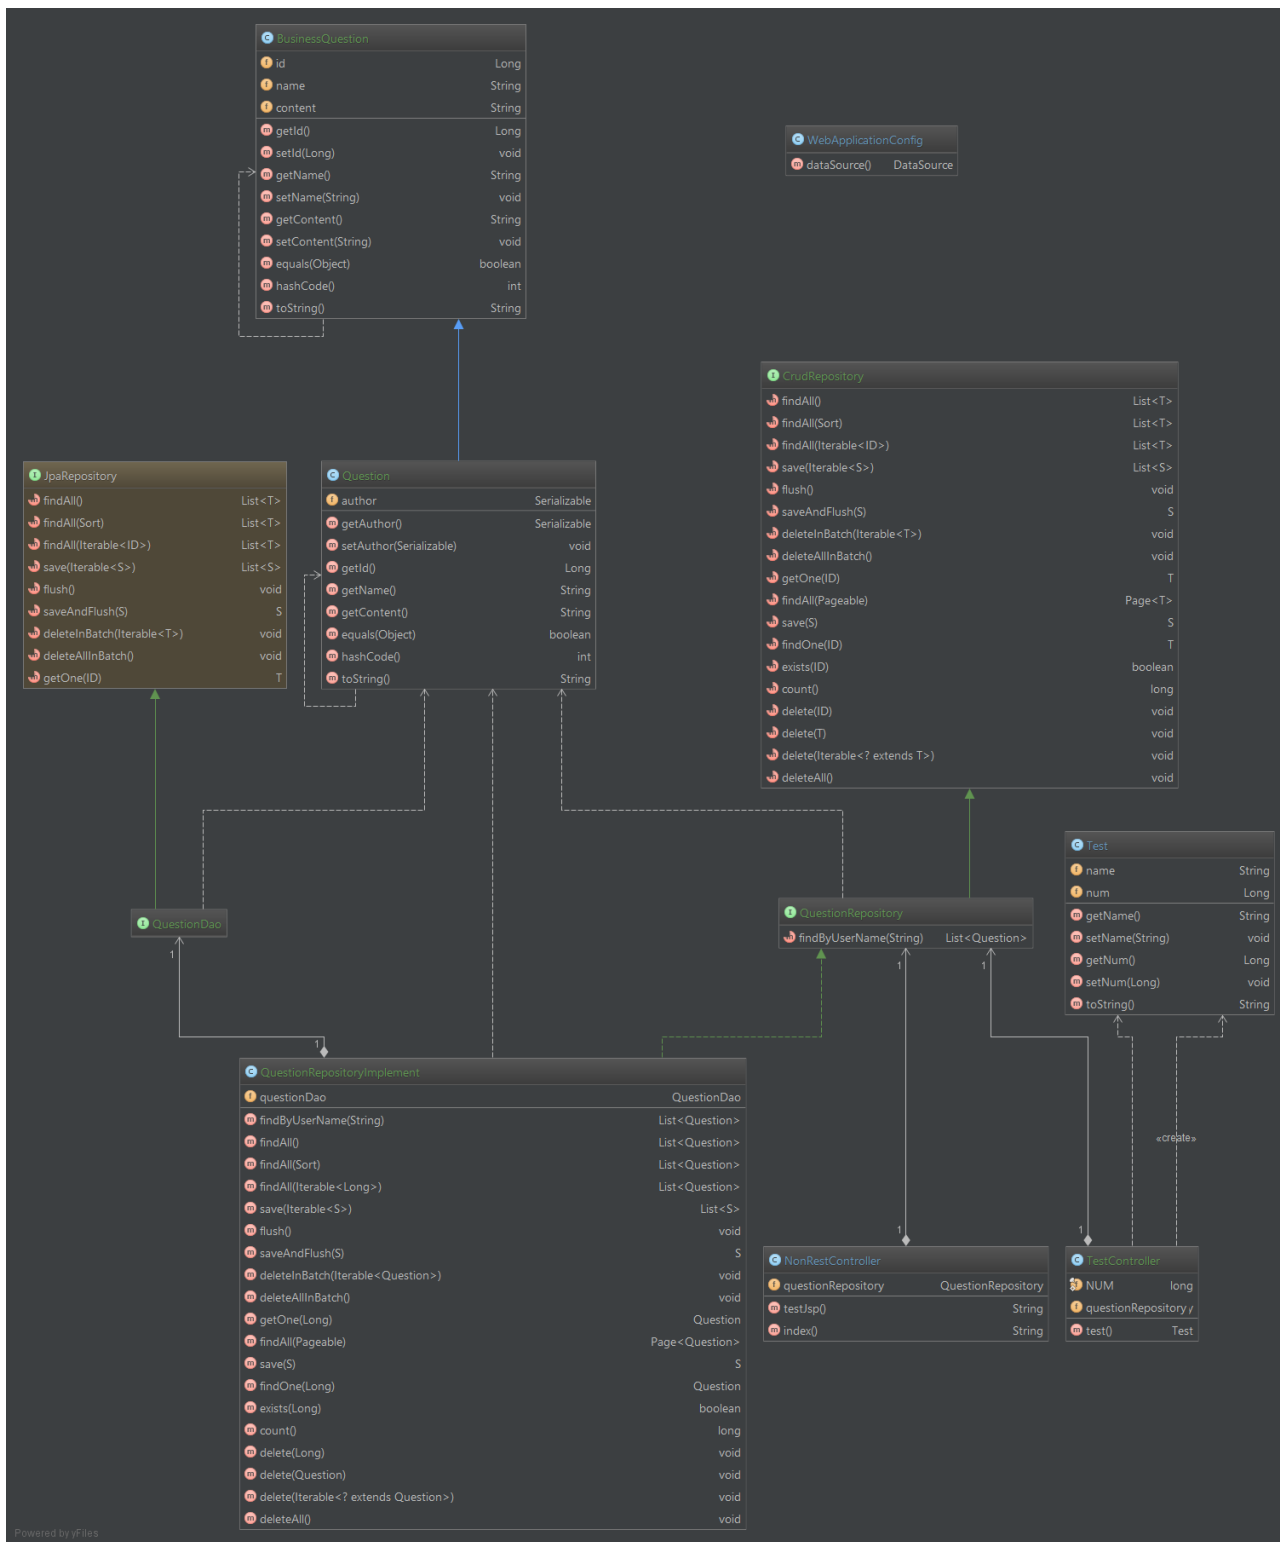 BusinessQuestion
id Long
name String
content String
getId() Long
setId(Long) void
getName() String
setName(String) void
getContent() String
setContent(String) void
equals(Object) boolean
hashCode() int
toString() String
WebApplicationConfig
dataSource() DataSource
CrudRepository
findAll() List<T>
findAll(Sort) List<T>
findAll(Iterable<ID>) List<T>
save(Iterable<S>) List<S>
flush() void
saveAndFlush(S) S
deleteInBatch(Iterable<T>) void
deleteAllInBatch() void
getOne(ID) T
findAll(Pageable) Page<T>
save(S) S
findOne(ID) T
exists(ID) boolean
count() long
delete(ID) void
delete(T) void
delete(Iterable<? extends T>) void
deleteAll() void
JpaRepository
findAll() List<T>
findAll(Sort) List<T>
findAll(Iterable<ID>) List<T>
save(Iterable<S>) List<S>
flush() void
saveAndFlush(S) S
deleteInBatch(Iterable<T>) void
deleteAllInBatch() void
getOne(ID) T
Question
author Serializable
getAuthor() Serializable
setAuthor(Serializable) void
getId() Long
getName() String
getContent() String
equals(Object) boolean
hashCode() int
toString() String
Test
name String
num Long
getName() String
setName(String) void
getNum() Long
setNum(Long) void
toString() String
QuestionDao
1
1
QuestionRepository
findByUserName(String) List<Question>
1
1
1
1
«create»
QuestionRepositoryImplement
questionDao QuestionDao
findByUserName(String) List<Question>
findAll() List<Question>
findAll(Sort) List<Question>
findAll(Iterable<Long>) List<Question>
save(Iterable<S>) List<S>
flush() void
saveAndFlush(S) S
deleteInBatch(Iterable<Question>) void
deleteAllInBatch() void
getOne(Long) Question
findAll(Pageable) Page<Question>
save(S) S
findOne(Long) Question
exists(Long) boolean
count() long
delete(Long) void
delete(Question) void
delete(Iterable<? extends Question>) void
deleteAll() void
NonRestController
questionRepository QuestionRepository
testJsp() String
index() String
TestController
NUM long
questionRepository
test() Test
Powered by yFiles